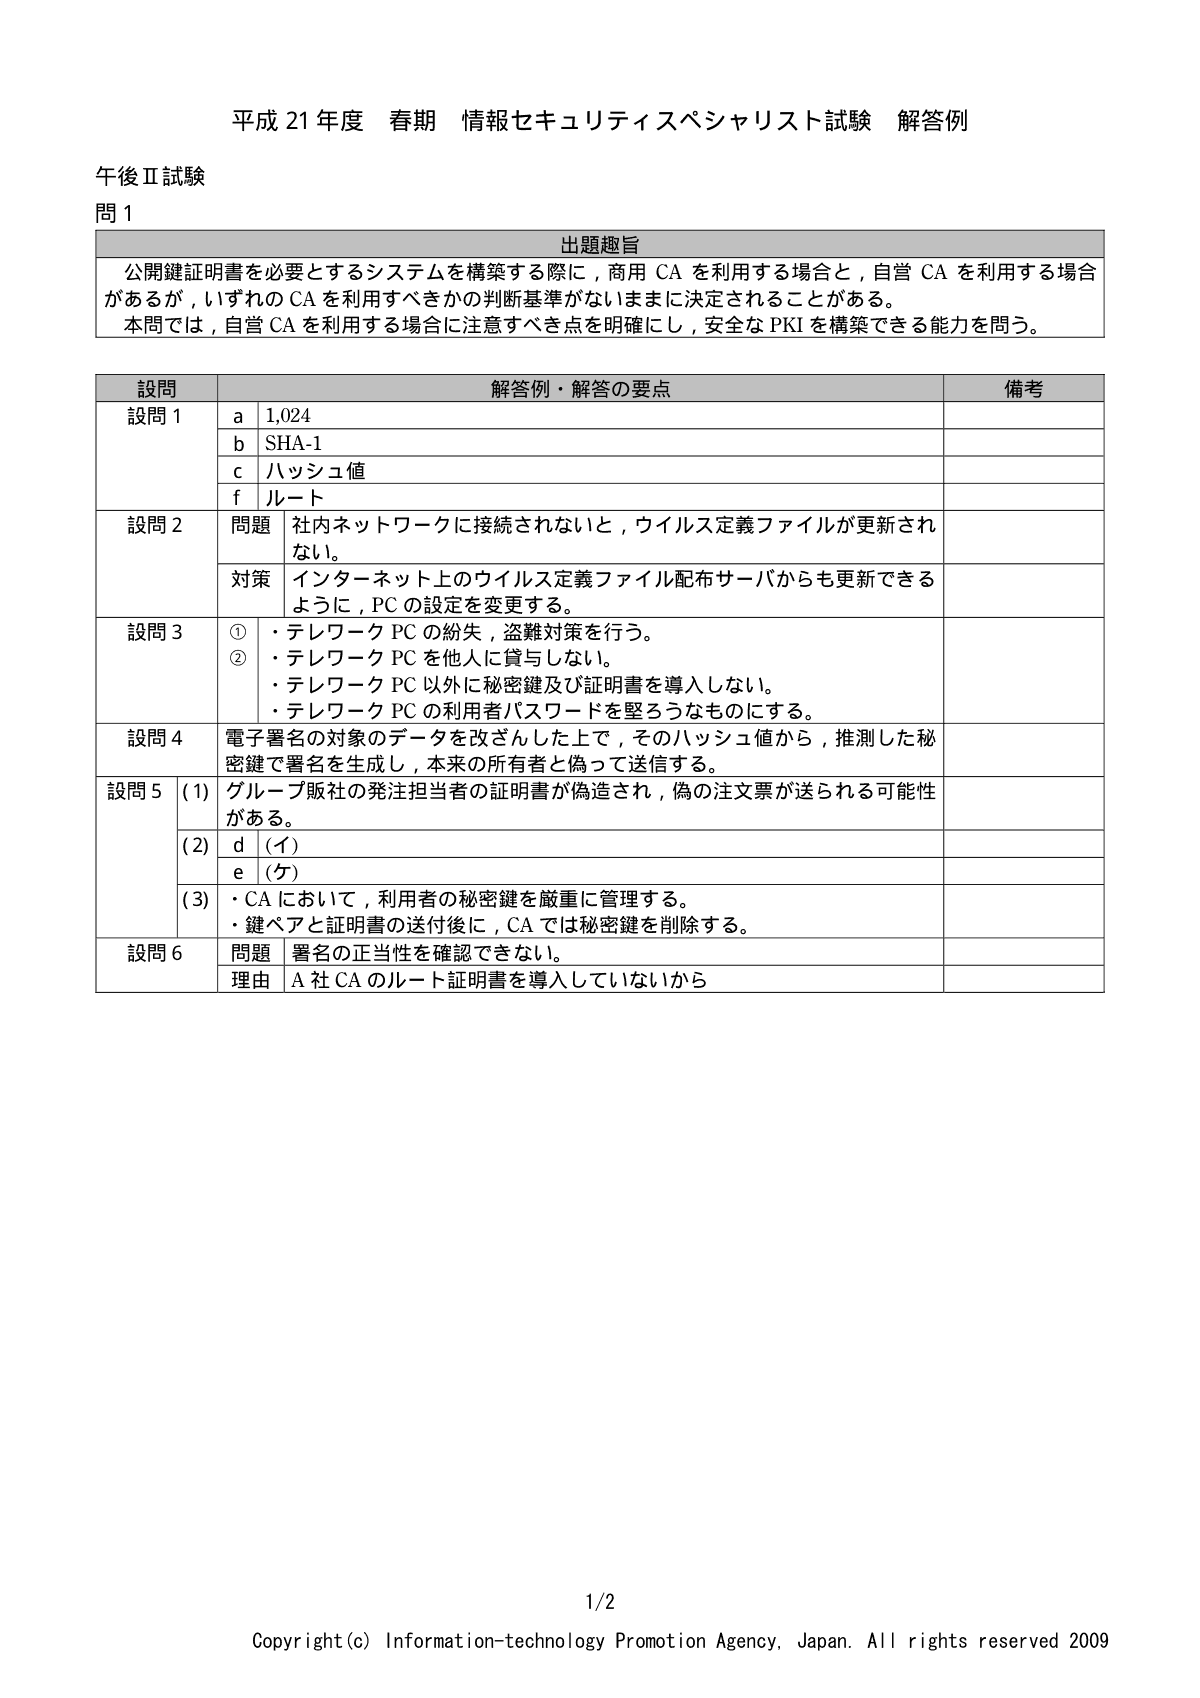 平成 21 年度　春期　情報セキュリティスペシャリスト試験　解答例
午後Ⅱ試験
問 1
出題趣旨
公開鍵証明書を必要とするシステムを構築する際に，商用 CA を利用する場合と，自営 CA を利用する場合
があるが，いずれの CA を利用すべきかの判断基準がないままに決定されることがある。
本問では，自営 CA を利用する場合に注意すべき点を明確にし，安全な PKI を構築できる能力を問う。
設問 解答例・解答の要点 備考
設問 1 a 1,024
b SHA-1
c ハッシュ値
f ルート
設問 2 問題 社内ネットワークに接続されないと，ウイルス定義ファイルが更新され
ない。
対策 インターネット上のウイルス定義ファイル配布サーバからも更新できる
ように，PC の設定を変更する。
設問 3 ① ・テレワーク PC の紛失，盗難対策を行う。
② ・テレワーク PC を他人に貸与しない。
・テレワーク PC 以外に秘密鍵及び証明書を導入しない。
・テレワーク PC の利用者パスワードを堅ろうなものにする。
設問 4 電子署名の対象のデータを改ざんした上で，そのハッシュ値から，推測した秘
密鍵で署名を生成し，本来の所有者と偽って送信する。
設問 5 (1) グループ販社の発注担当者の証明書が偽造され，偽の注文票が送られる可能性
がある。
(2) d (イ)
e (ケ)
(3) ・CA において，利用者の秘密鍵を厳重に管理する。
・鍵ペアと証明書の送付後に，CA では秘密鍵を削除する。
設問 6 問題 署名の正当性を確認できない。
理由 A 社 CA のルート証明書を導入していないから
1/2
Copyright(c) Information-technology Promotion Agency, Japan. All rights reserved 2009